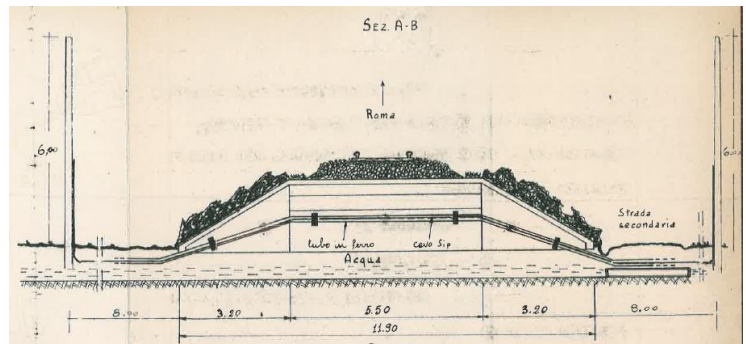 SEZ. A-B
Roma
6,00
6,00
Strada
secondaria
tubo in ferro
cavo Sip
Acqua
8.00
3.20
5.50
3.20
8.00
11.90